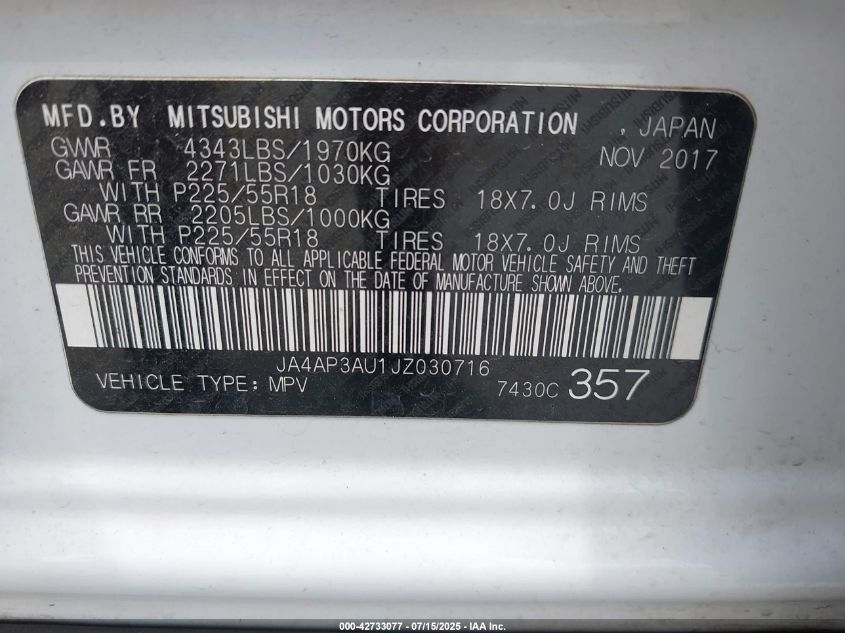 MFD.BY MITSUBISHI MOTORS CORPORATION , JAPAN
GVWR 4343LBS/1970KG NOV 2017
GAWR FR 2271LBS/1030KG
WITH P225/55R18 TIRES 18X7.0J RIMS
GAWR RR 2205LBS/1000KG
WITH P225/55R18 TIRES 18X7.0J RIMS
THIS VEHICLE CONFORMS TO ALL APPLICABLE FEDERAL MOTOR VEHICLE SAFETY AND THEFT
PREVENTION STANDARDS IN EFFECT ON THE DATE OF MANUFACTURE SHOWN ABOVE.
JA4AP3AU1JZ030716
VEHICLE TYPE: MPV 7430C 357
000-42733077 - 07/15/2025 - IAA Inc.